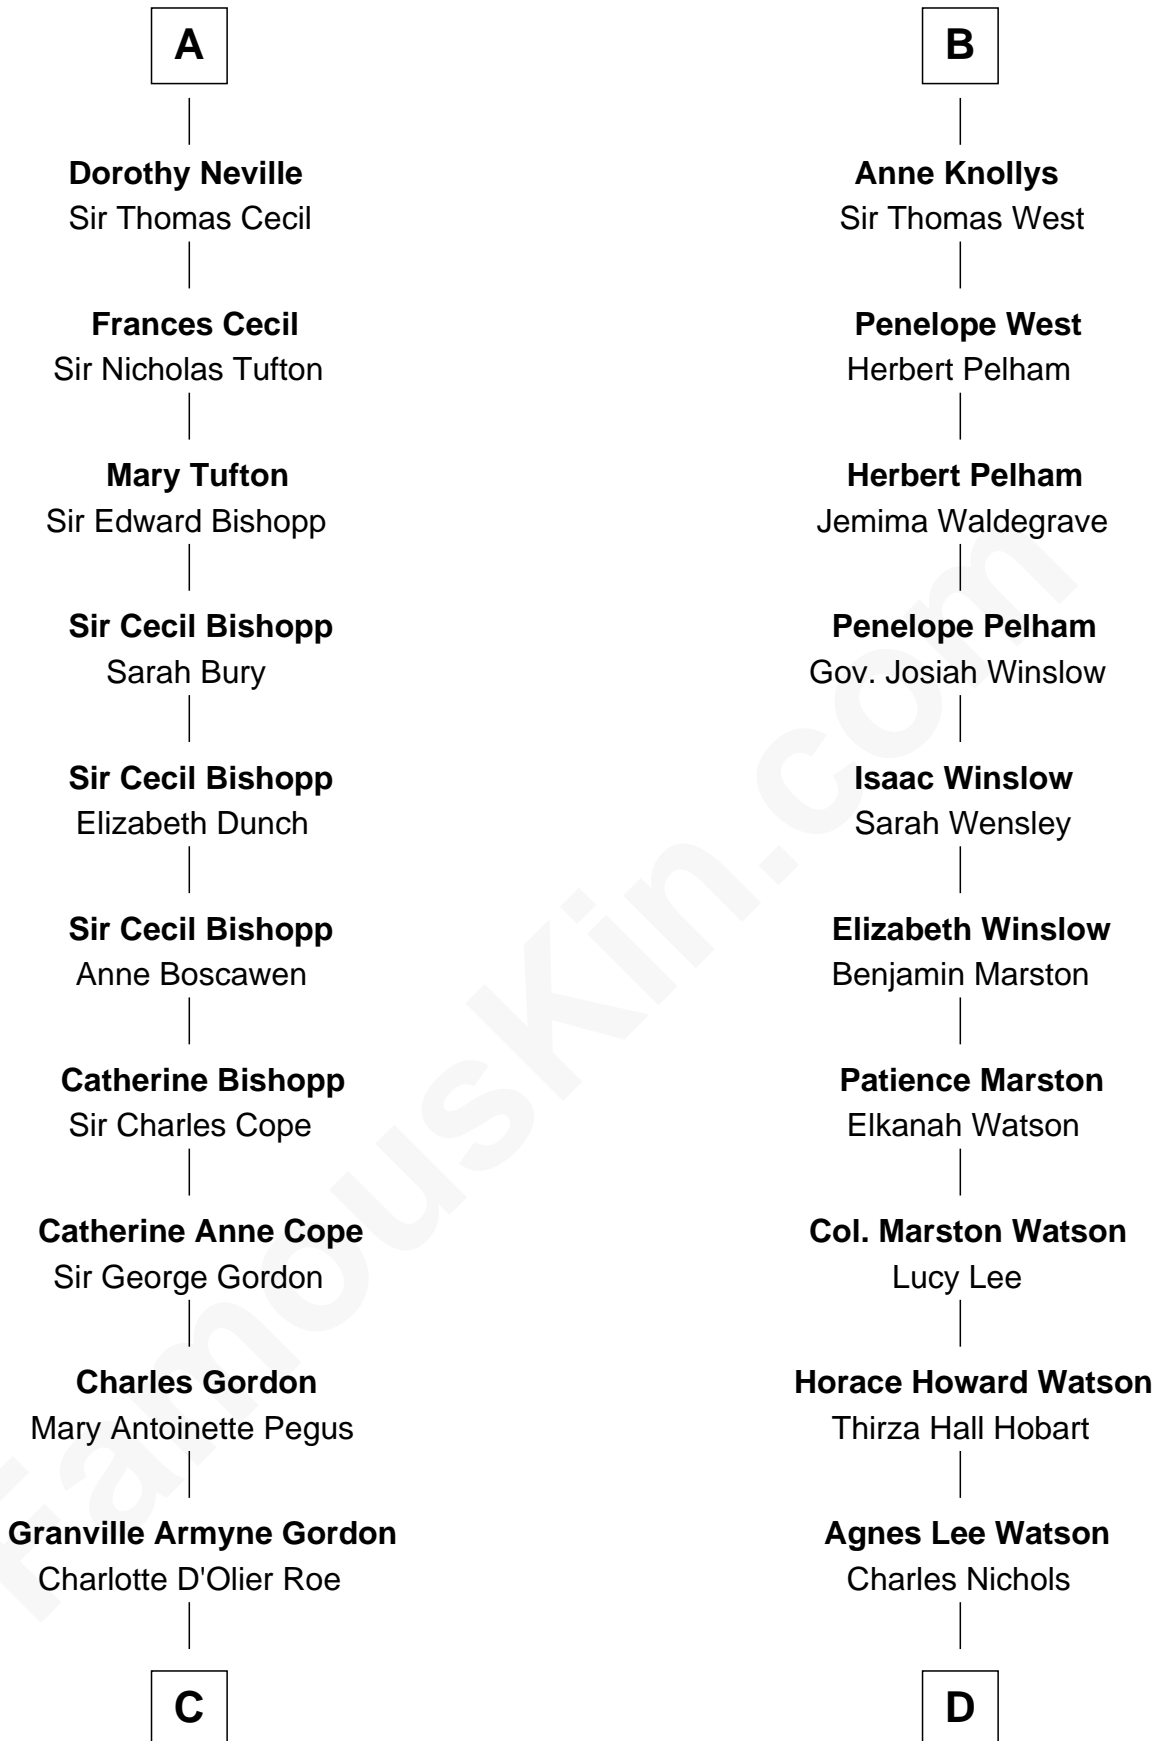 A
Dorothy Neville
Sir Thomas Cecil
Frances Cecil
Sir Nicholas Tufton
Mary Tufton
Sir Edward Bishopp
Sir Cecil Bishopp
Sarah Bury
Sir Cecil Bishopp
Elizabeth Dunch
Sir Cecil Bishopp
Anne Boscawen
Catherine Bishopp
Sir Charles Cope
Catherine Anne Cope
Sir George Gordon
Charles Gordon
Mary Antoinette Pegus
Granville Armyne Gordon
Charlotte D'Olier Roe
C
B
Anne Knollys
Sir Thomas West
Penelope West
Herbert Pelham
Herbert Pelham
Jemima Waldegrave
Penelope Pelham
Gov. Josiah Winslow
Isaac Winslow
Sarah Wensley
Elizabeth Winslow
Benjamin Marston
Patience Marston
Elkanah Watson
Col. Marston Watson
Lucy Lee
Horace Howard Watson
Thirza Hall Hobart
Agnes Lee Watson
Charles Nichols
D
FamousKin.com